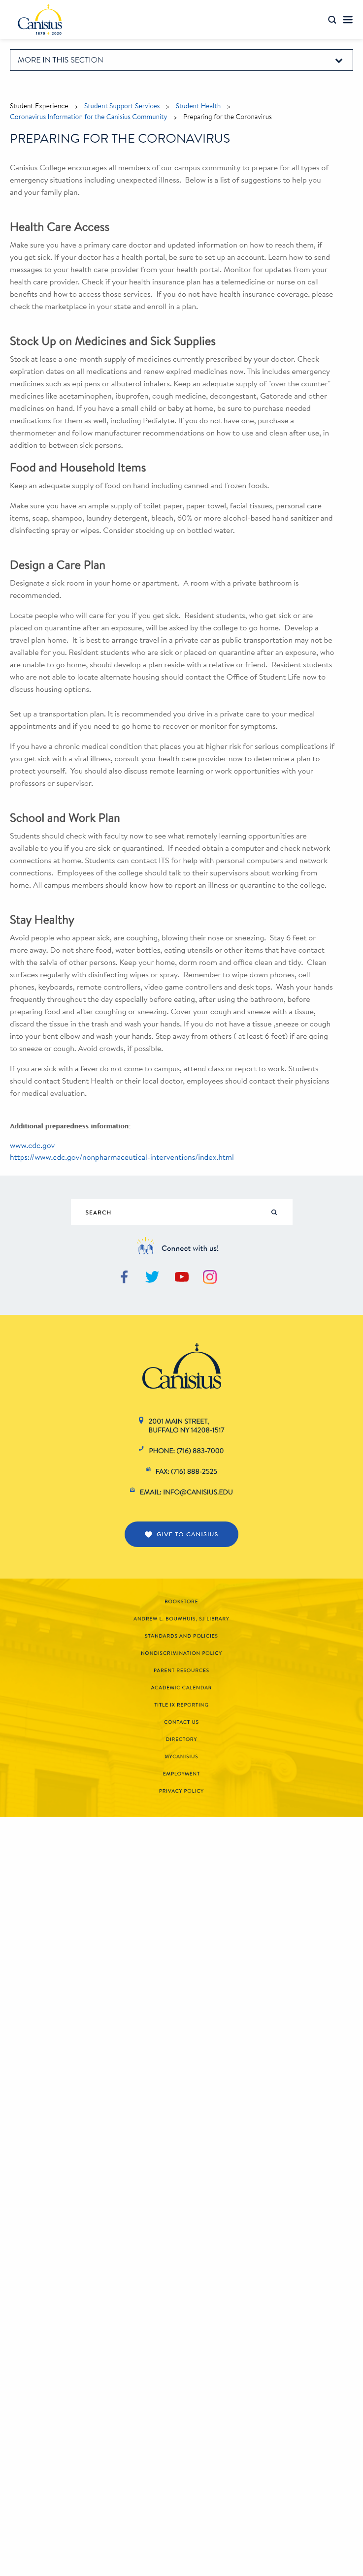 Canisius
1870 2020
MORE IN THIS SECTION
Student Experience > Student Support Services > Student Health >
Coronavirus Information for the Canisius Community > Preparing for the Coronavirus
PREPARING FOR THE CORONAVIRUS
Canisius College encourages all members of our campus community to prepare for all types of
emergency situations including unexpected illness. Below is a list of suggestions to help you
and your family plan.
Health Care Access
Make sure you have a primary care doctor and updated information on how to reach them, if
you get sick. If your doctor has a health portal, be sure to set up an account. Learn how to send
messages to your health care provider from your health portal. Monitor for updates from your
health care provider. Check if your health insurance plan has a telemedicine or nurse on call
benefits and how to access those services. If you do not have health insurance coverage, please
check the marketplace in your state and enroll in a plan.
Stock Up on Medicines and Sick Supplies
Stock at lease a one-month supply of medicines currently prescribed by your doctor. Check
expiration dates on all medications and renew expired medicines now. This includes emergency
medicines such as epi pens or albuterol inhalers. Keep an adequate supply of "over the counter"
medicines like acetaminophen, ibuprofen, cough medicine, decongestant, Gatorade and other
medicines on hand. If you have a small child or baby at home, be sure to purchase needed
medications for them as well, including Pedialyte. If you do not have one, purchase a
thermometer and follow manufacturer recommendations on how to use and clean after use, in
addition to between sick persons.
Food and Household Items
Keep an adequate supply of food on hand including canned and frozen foods.
Make sure you have an ample supply of toilet paper, paper towel, facial tissues, personal care
items, soap, shampoo, laundry detergent, bleach, 60% or more alcohol-based hand sanitizer and
disinfecting spray or wipes. Consider stocking up on bottled water.
Design a Care Plan
Designate a sick room in your home or apartment. A room with a private bathroom is
recommended.
Locate people who will care for you if you get sick. Resident students, who get sick or are
placed on quarantine after an exposure, will be asked by the college to go home. Develop a
travel plan home. It is best to arrange travel in a private car as public transportation may not be
available for you. Resident students who are sick or placed on quarantine after an exposure, who
are unable to go home, should develop a plan reside with a relative or friend. Resident students
who are not able to locate alternate housing should contact the Office of Student Life now to
discuss housing options.
Set up a transportation plan. It is recommended you drive in a private car to your medical
appointments and if you need to go home to recover or monitor for symptoms.
If you have a chronic medical condition that places you at higher risk for serious complications if
you get sick with a viral illness, consult your health care provider now to determine a plan to
protect yourself. You should also discuss remote learning or work opportunities with your
professors or supervisor.
School and Work Plan
Students should check with faculty now to see what remotely learning opportunities are
available to you if you are sick or quarantined. If needed obtain a computer and check network
connections at home. Students can contact ITS for help with personal computers and network
connections. Employees of the college should talk to their supervisors about working from
home. All campus members should know how to report an illness or quarantine to the college.
Stay Healthy
Avoid people who appear sick, are coughing, blowing their nose or sneezing. Stay 6 feet or
more away. Do not share food, water bottles, eating utensils or other items that have contact
with the salvia of other persons. Keep your home, dorm room and office clean and tidy. Clean
surfaces regularly with disinfecting wipes or spray. Remember to wipe down phones, cell
phones, keyboards, remote controllers, video game controllers and desk tops. Wash your hands
frequently throughout the day especially before eating, after using the bathroom, before
preparing food and after coughing or sneezing. Cover your cough and sneeze with a tissue,
discard the tissue in the trash and wash your hands. If you do not have a tissue ,sneeze or cough
into your bent elbow and wash your hands. Step away from others ( at least 6 feet) if are going
to sneeze or cough. Avoid crowds, if possible.
If you are sick with a fever do not come to campus, attend class or report to work. Students
should contact Student Health or their local doctor, employees should contact their physicians
for medical evaluation.
Additional preparedness information:
www.cdc.gov
https://www.cdc.gov/nonpharmaceutical-interventions/index.html
SEARCH
Connect with us!
Canisius
2001 MAIN STREET,
BUFFALO NY 14208-1517
PHONE: (716) 883-7000
FAX: (716) 888-2525
EMAIL: INFO@CANISIUS.EDU
GIVE TO CANISIUS
BOOKSTORE
ANDREW L. BOUWHUIS, SJ LIBRARY
STANDARDS AND POLICIES
NONDISCRIMINATION POLICY
PARENT RESOURCES
ACADEMIC CALENDAR
TITLE IX REPORTING
CONTACT US
DIRECTORY
MYCANISIUS
EMPLOYMENT
PRIVACY POLICY